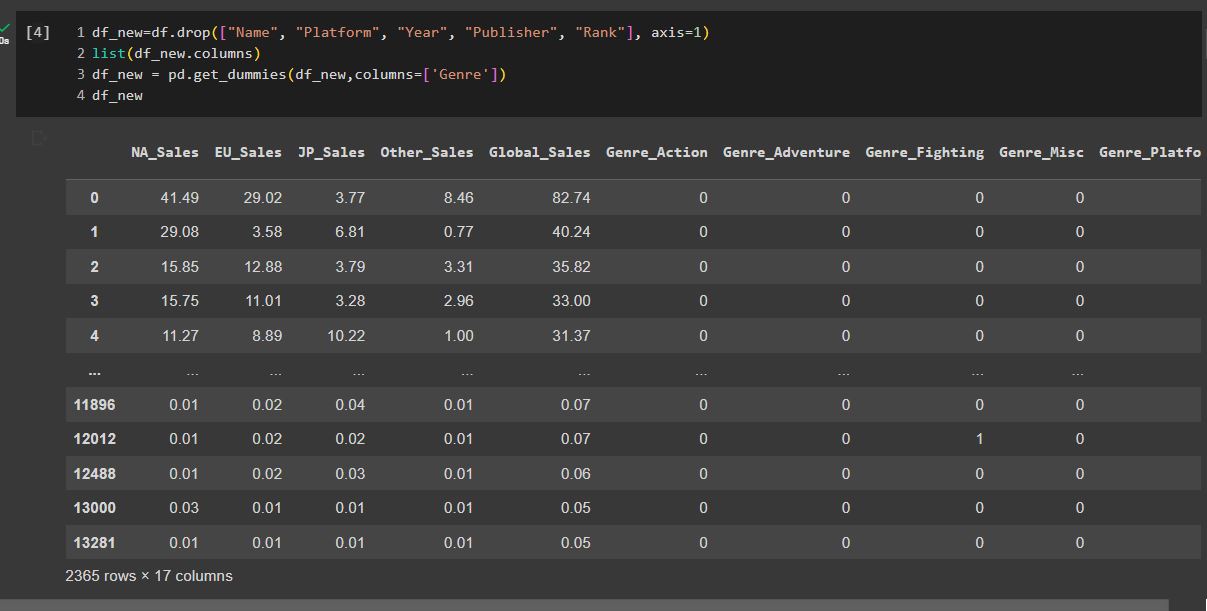 [4] 1 df_new=df.drop(["Name", "Platform", "Year", "Publisher", "Rank"], axis=1)
0s
2 list(df_new.columns)
3 df_new = pd.get_dummies(df_new,columns=['Genre'])
4 df_new
NA_Sales EU_Sales JP_Sales Other_Sales Global_Sales Genre_Action Genre_Adventure Genre_Fighting Genre_Misc Genre_Platfo
0 41.49 29.02 3.77 8.46 82.74 0 0 0 0
1 29.08 3.58 6.81 0.77 40.24 0 0 0 0
2 15.85 12.88 3.79 3.31 35.82 0 0 0 0
3 15.75 11.01 3.28 2.96 33.00 0 0 0 0
4 11.27 8.89 10.22 1.00 31.37 0 0 0 0
... ... ... ... ... ... ... ... ... ...
11896 0.01 0.02 0.04 0.01 0.07 0 0 0 0
12012 0.01 0.02 0.02 0.01 0.07 0 0 1 0
12488 0.01 0.02 0.03 0.01 0.06 0 0 0 0
13000 0.03 0.01 0.01 0.01 0.05 0 0 0 0
13281 0.01 0.01 0.01 0.01 0.05 0 0 0 0
2365 rows × 17 columns